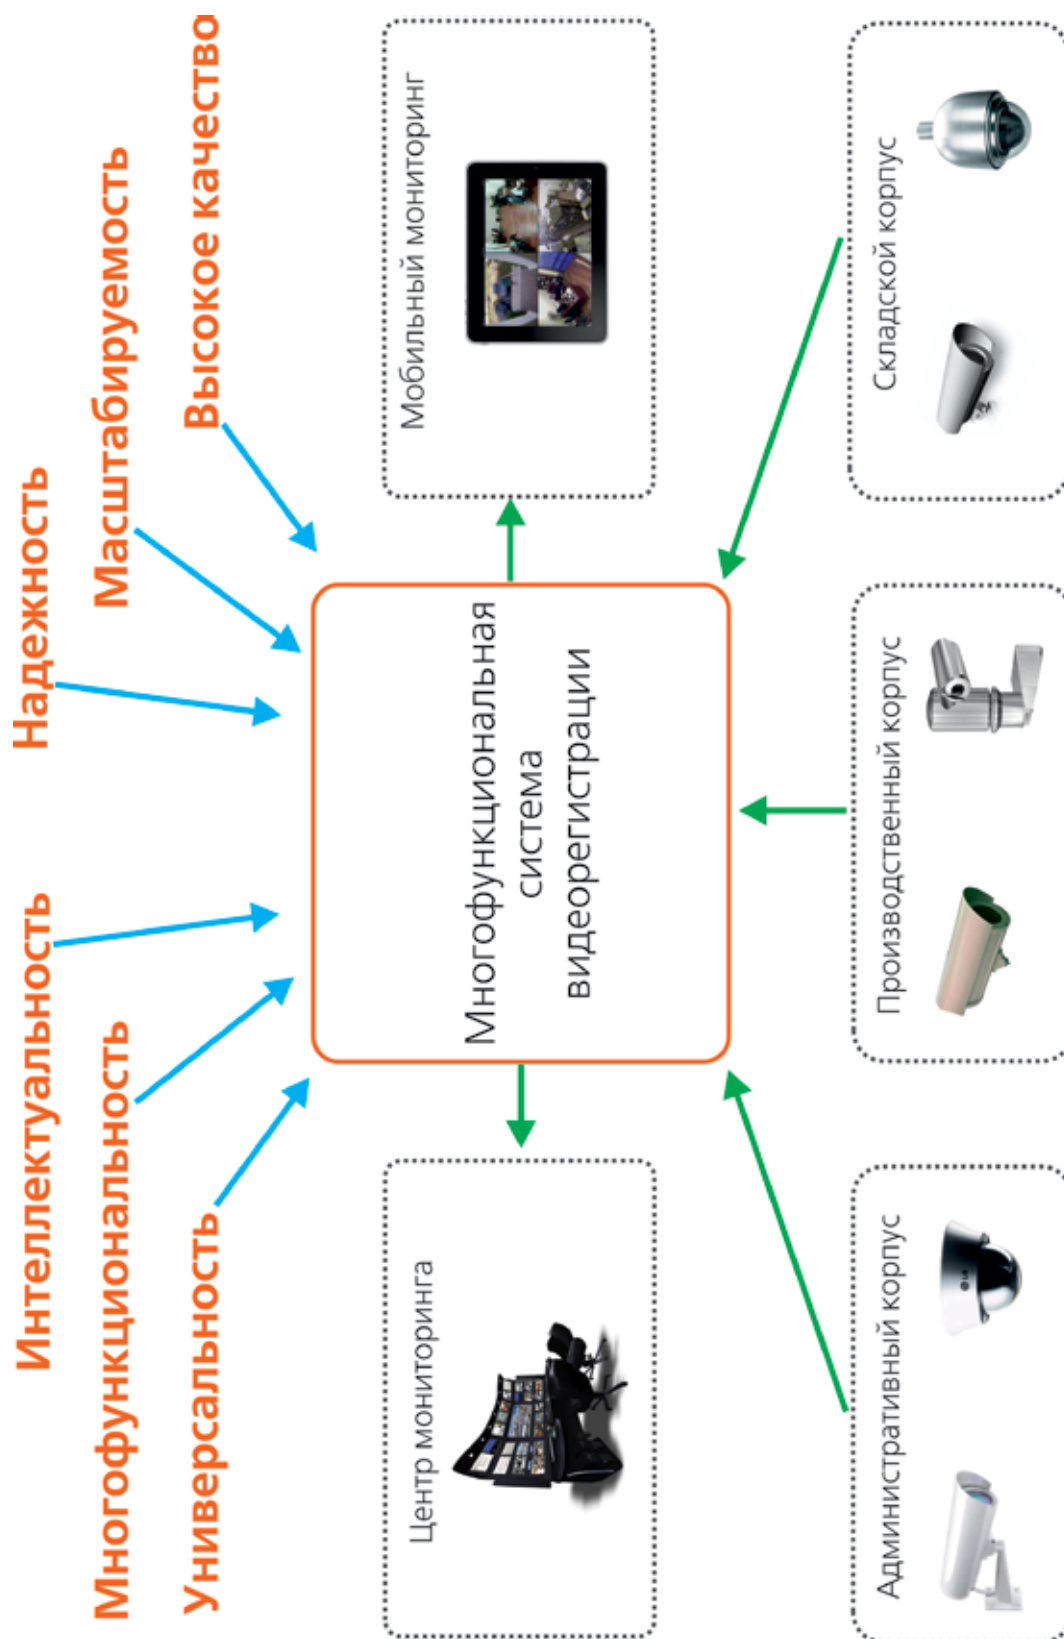 Интеллектуальность
Надежность
Многофункциональность
Масштабируемость
Универсальность
Высокое качество
Центр мониторинга
Многофункциональная
система
видеорегистрации
Мобильный мониторинг
Административный корпус
Производственный корпус
Складской корпус
LG